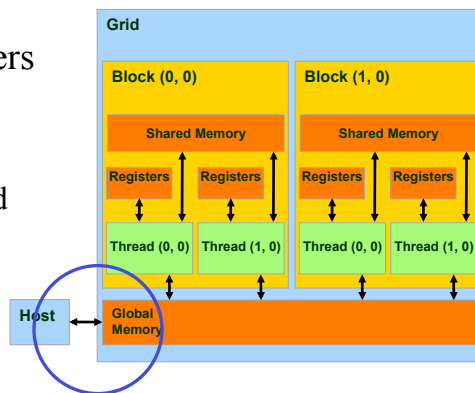 ers
d
Grid
Block (0, 0)
Block (1, 0)
Shared Memory
Shared Memory
Registers
Registers
Registers
Registers
Thread (0, 0)
Thread (1, 0)
Thread (0, 0)
Thread (1, 0)
Host
Global
Memory